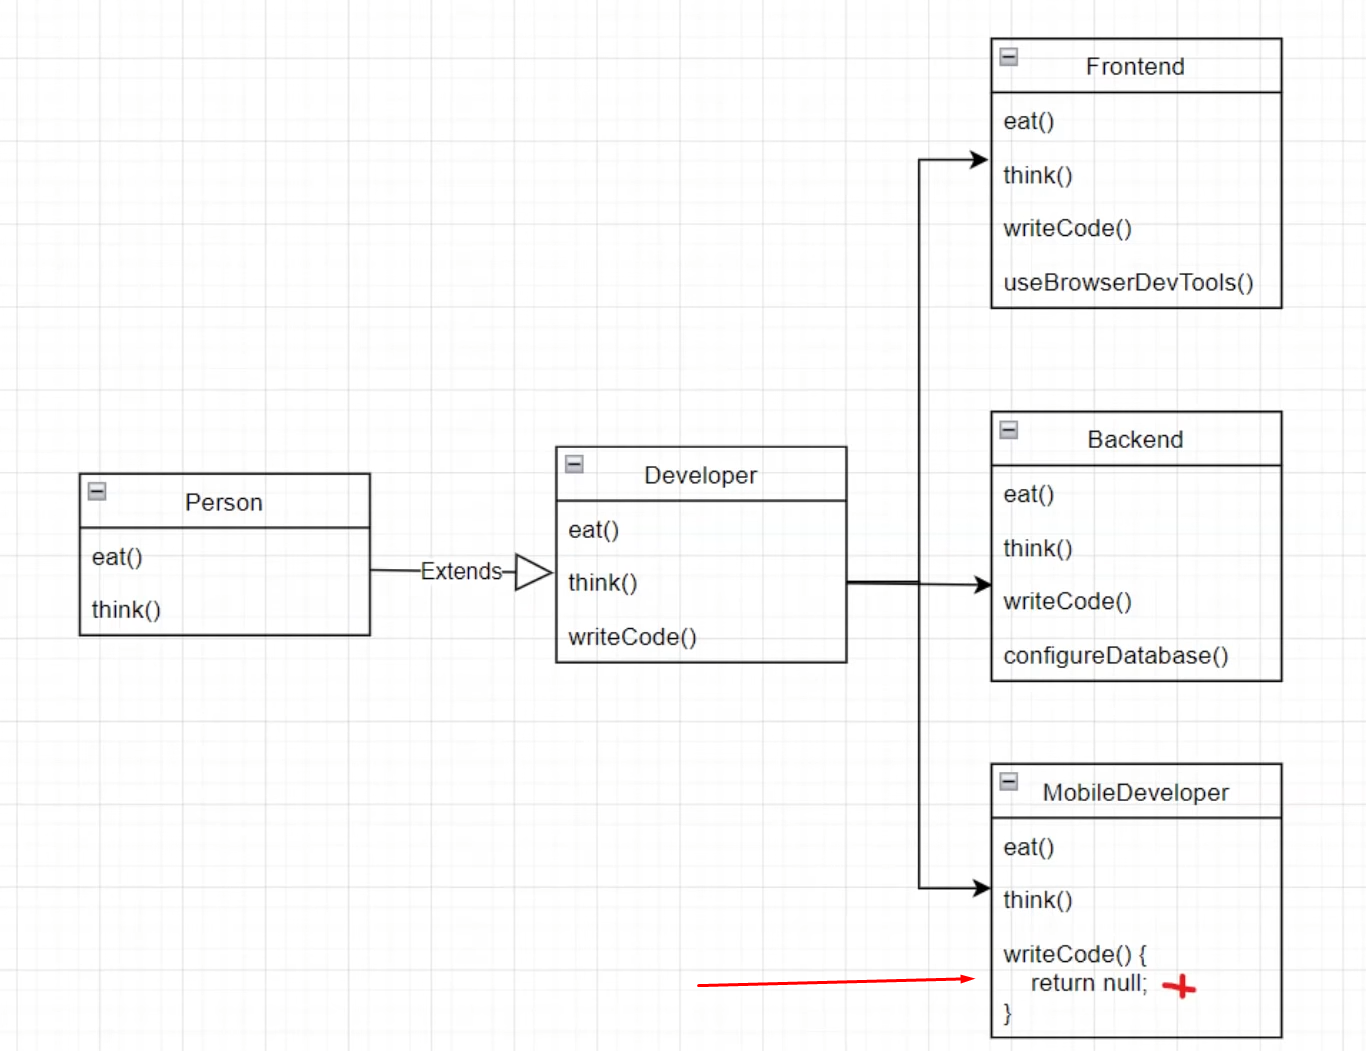 Person
eat()
think()
Extends
Developer
eat()
think()
writeCode()
Frontend
eat()
think()
writeCode()
useBrowserDevTools()
Backend
eat()
think()
writeCode()
configureDatabase()
MobileDeveloper
eat()
think()
writeCode() {
return null;
}